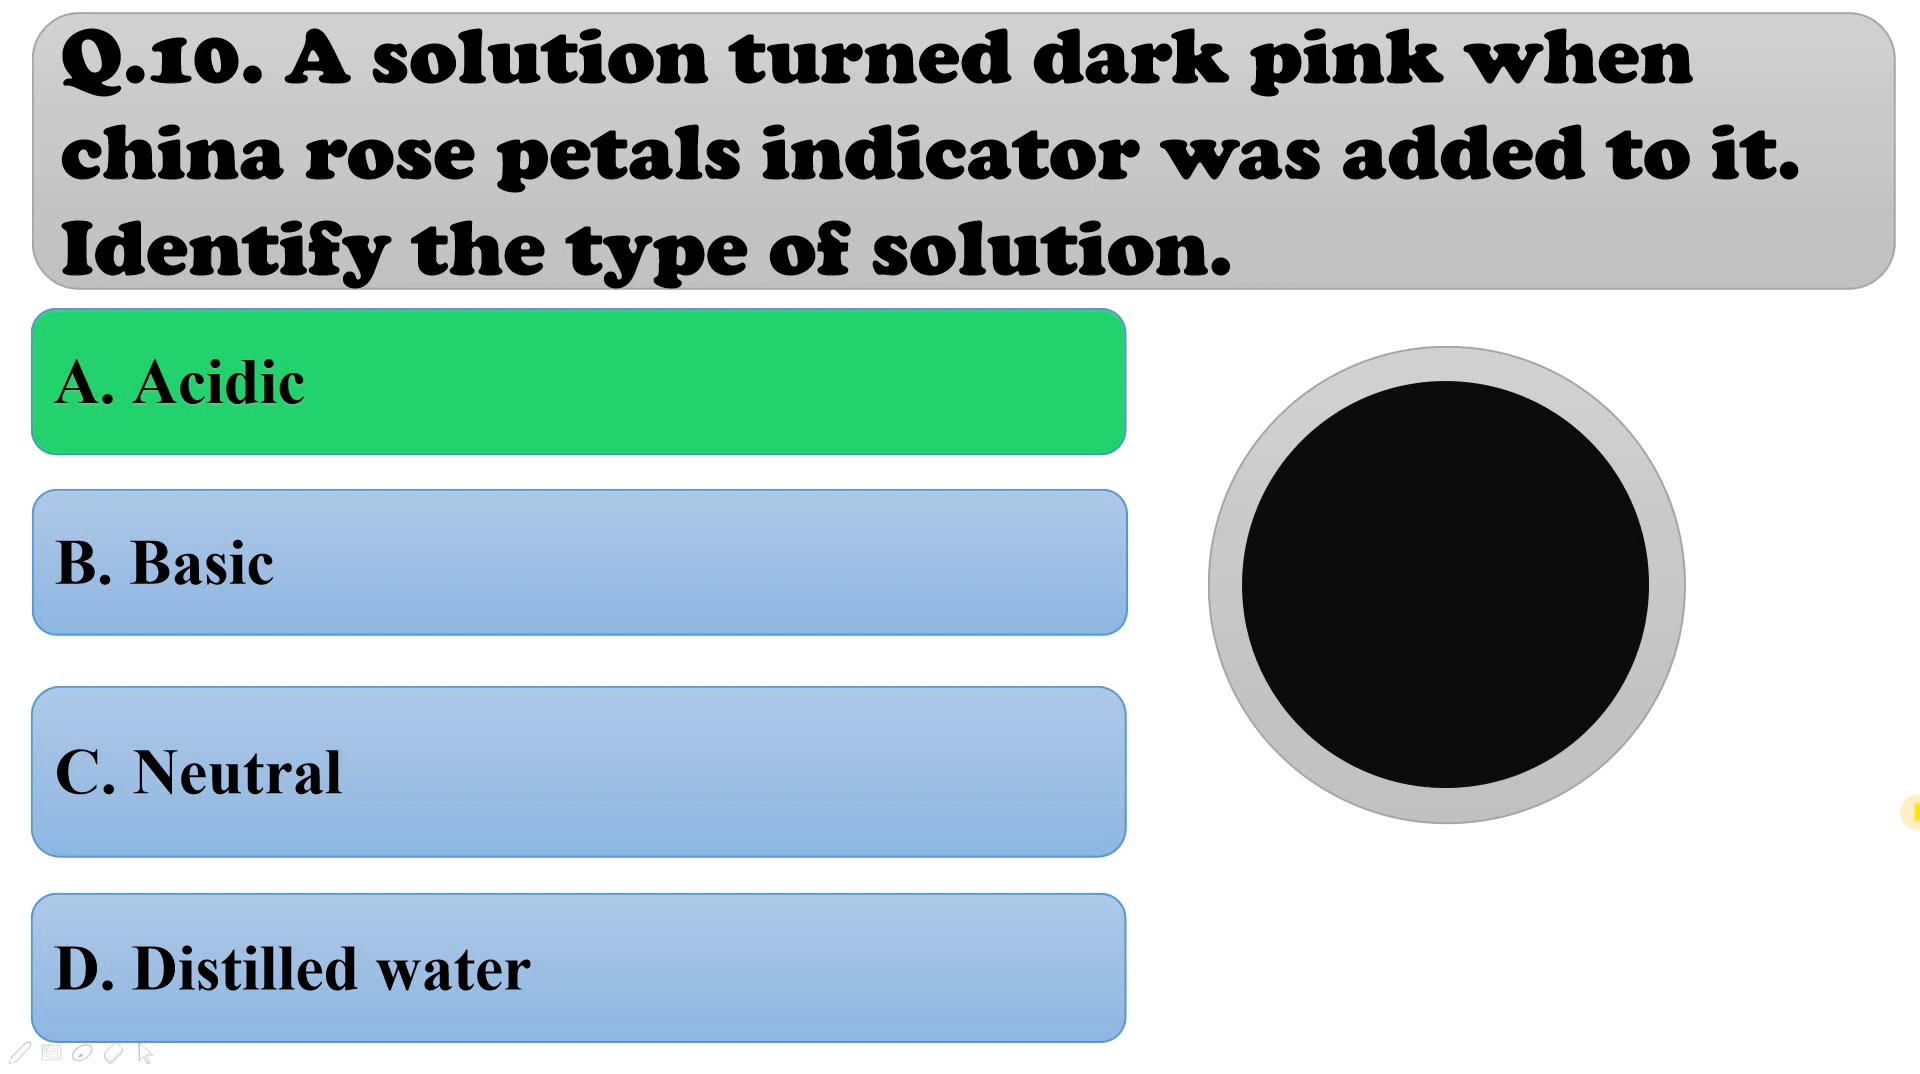 Q.10. A solution turned dark pink when
china rose petals indicator was added to it.
Identify the type of solution.
A. Acidic
B. Basic
C. Neutral
D. Distilled water